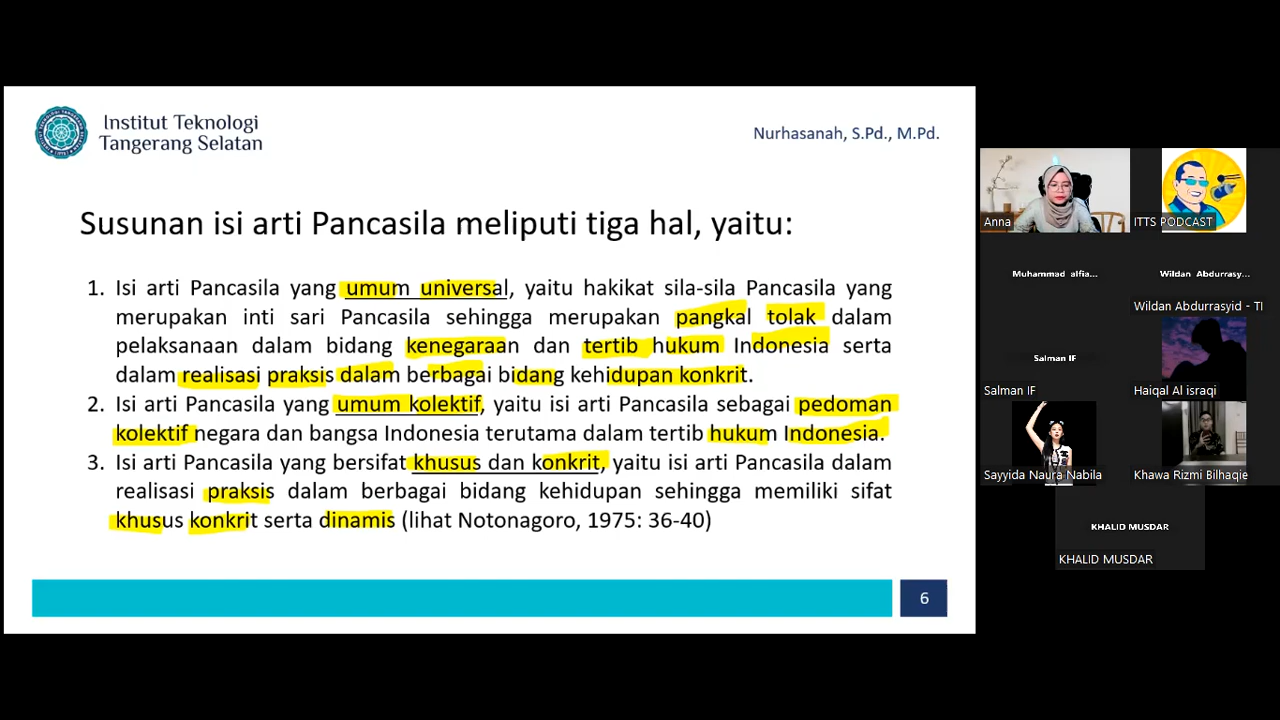 Institut Teknologi
Tangerang Selatan
Nurhasanah, S.Pd., M.Pd.
Susunan isi arti Pancasila meliputi tiga hal, yaitu:
1. Isi arti Pancasila yang umum universal, yaitu hakikat sila-sila Pancasila yang
merupakan inti sari Pancasila sehingga merupakan pangkal tolak dalam
pelaksanaan dalam bidang kenegaraan dan tertib hukum Indonesia serta
dalam realisasi praksis dalam berbagai bidang kehidupan konkrit.
2. Isi arti Pancasila yang umum kolektif, yaitu isi arti Pancasila sebagai pedoman
kolektif negara dan bangsa Indonesia terutama dalam tertib hukum Indonesia.
3. Isi arti Pancasila yang bersifat khusus dan konkrit, yaitu isi arti Pancasila dalam
realisasi praksis dalam berbagai bidang kehidupan sehingga memiliki sifat
khusus konkrit serta dinamis (lihat Notonagoro, 1975: 36-40)
6
Anna
ITTS PODCAST
Muhammad alfia...
Wildan Abdurrasy...
Wildan Abdurrasyid - TI
Salman IF
Salman IF
Haiqal Al israqi
Sayyida Naura Nabila
Khawa Rizmi Bilhaqie
KHALID MUSDAR
KHALID MUSDAR